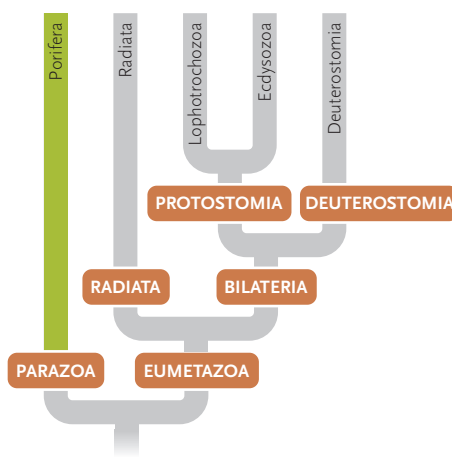 Porifera
Radiata
Lophotrochozoa
Ecdysozoa
Deuterostomia
PROTOSTOMIA
DEUTEROSTOMIA
RADIATA
BILATERIA
PARAZOA
EUMETAZOA